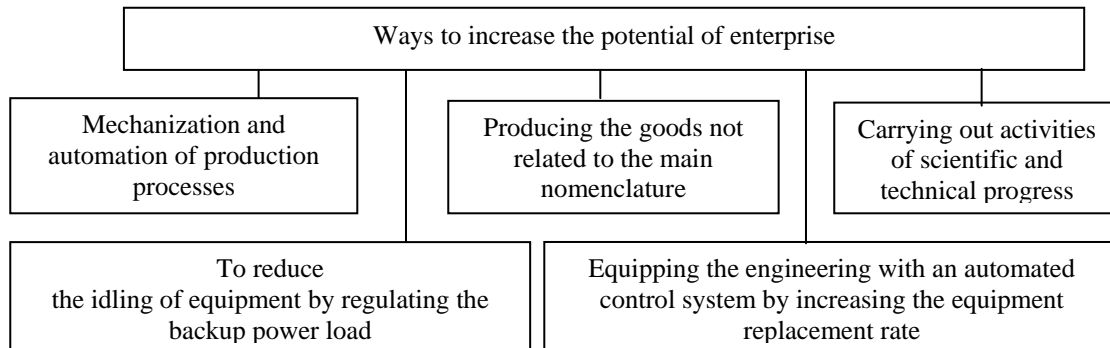 Ways to increase the potential of enterprise
Mechanization and
automation of production
processes
Producing the goods not
related to the main
nomenclature
Carrying out activities
of scientific and
technical progress
To reduce
the idling of equipment by regulating the
backup power load
Equipping the engineering with an automated
control system by increasing the equipment
replacement rate